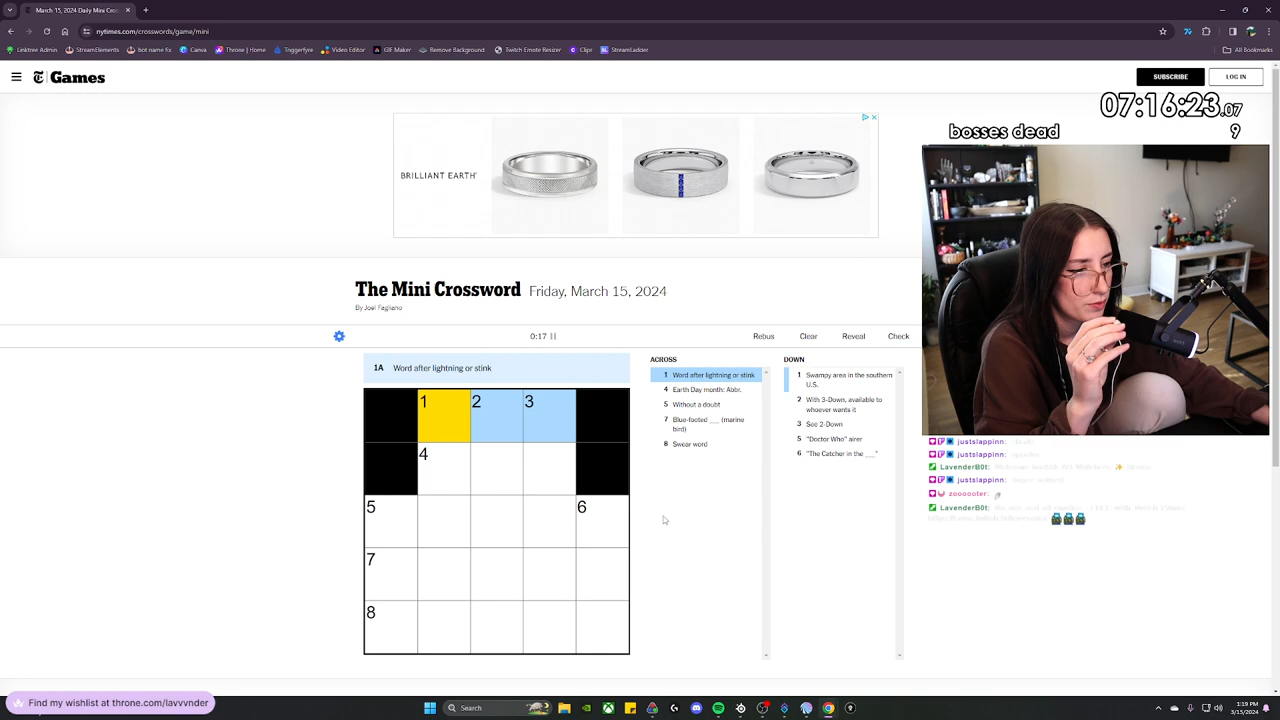 March 15, 2024 Daily Mini Cros
nytimes.com/crosswords/game/mini
Linktree Admin
StreamElements
bot name fix
Canva
Throne | Home
Triggerfyre
Video Editor
GIF Maker
Remove Background
Twitch Emote Resizer
Clipr
StreamLadder
All Bookmarks
Games
SUBSCRIBE
LOG IN
07:16:23.07
bosses dead 9
BRILLIANT EARTH
The Mini Crossword Friday, March 15, 2024
By Joel Fagliano
0:17
Rebus
Clear
Reveal
Check
1A Word after lightning or stink
1 2 3
4
5 6
7
8
ACROSS
1 Word after lightning or stink
4 Earth Day month: Abbr.
5 Without a doubt
7 Blue-footed ___ (marine
bird)
8 Swear word
DOWN
1 Swampy area in the southern
U.S.
2 With 3-Down, available to
whoever wants it
3 See 2-Down
5 "Doctor Who" airer
6 "The Catcher in the ___"
justslappinn:
justslappinn:
LavenderB0t:
justslappinn:
zoooooter:
LavenderB0t:
Find my wishlist at throne.com/lavvvnder
Search
1:19 PM
3/15/2024